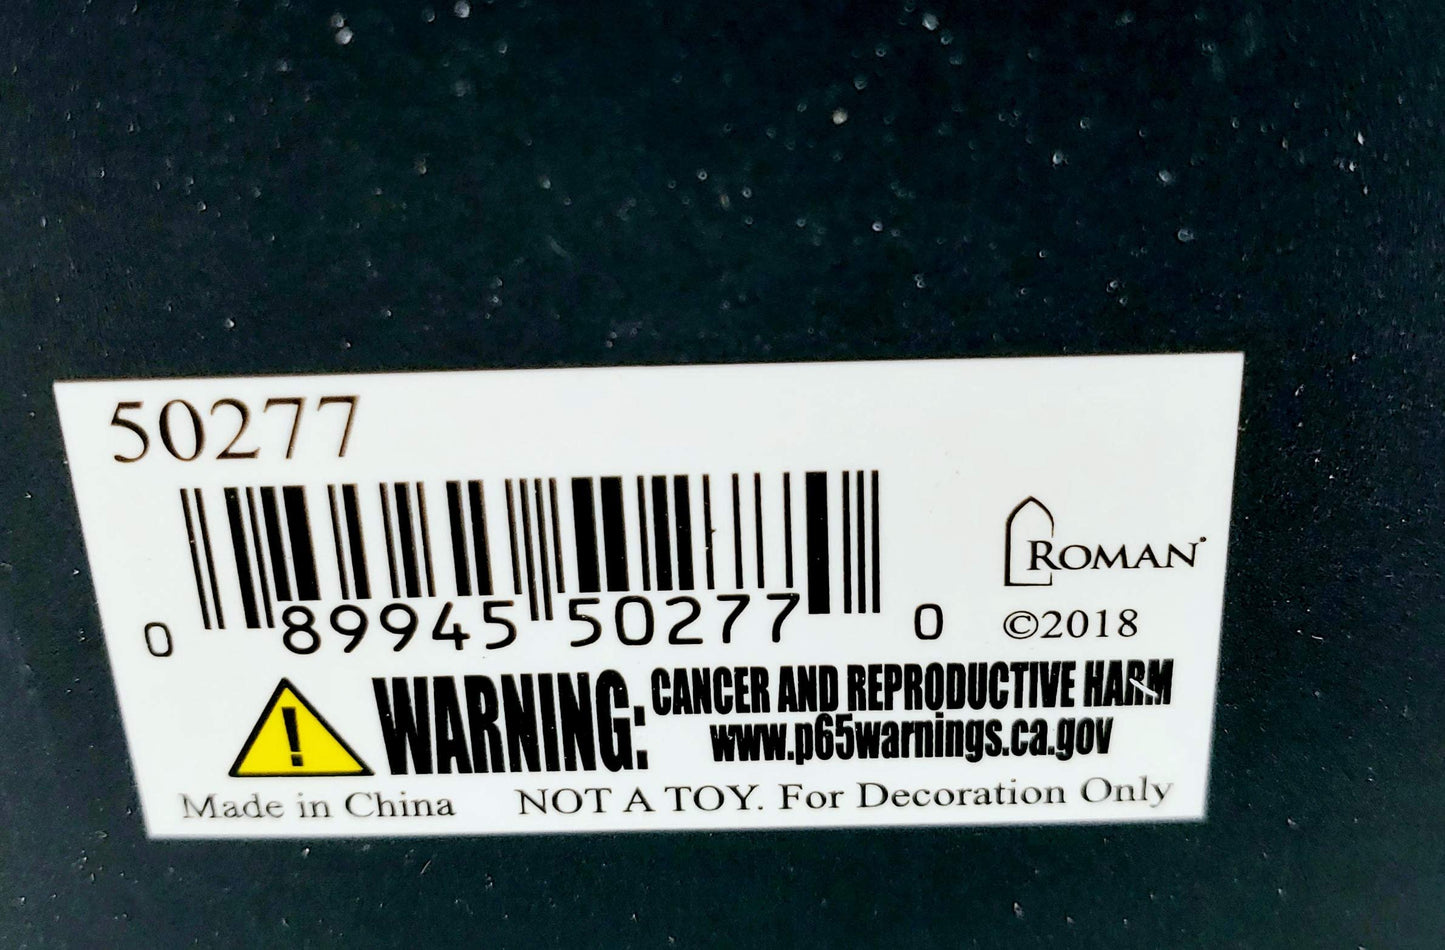 50277
0 89945 50277 0
ROMAN®
©2018
WARNING: CANCER AND REPRODUCTIVE HARM
www.p65warnings.ca.gov
Made in China NOT A TOY. For Decoration Only